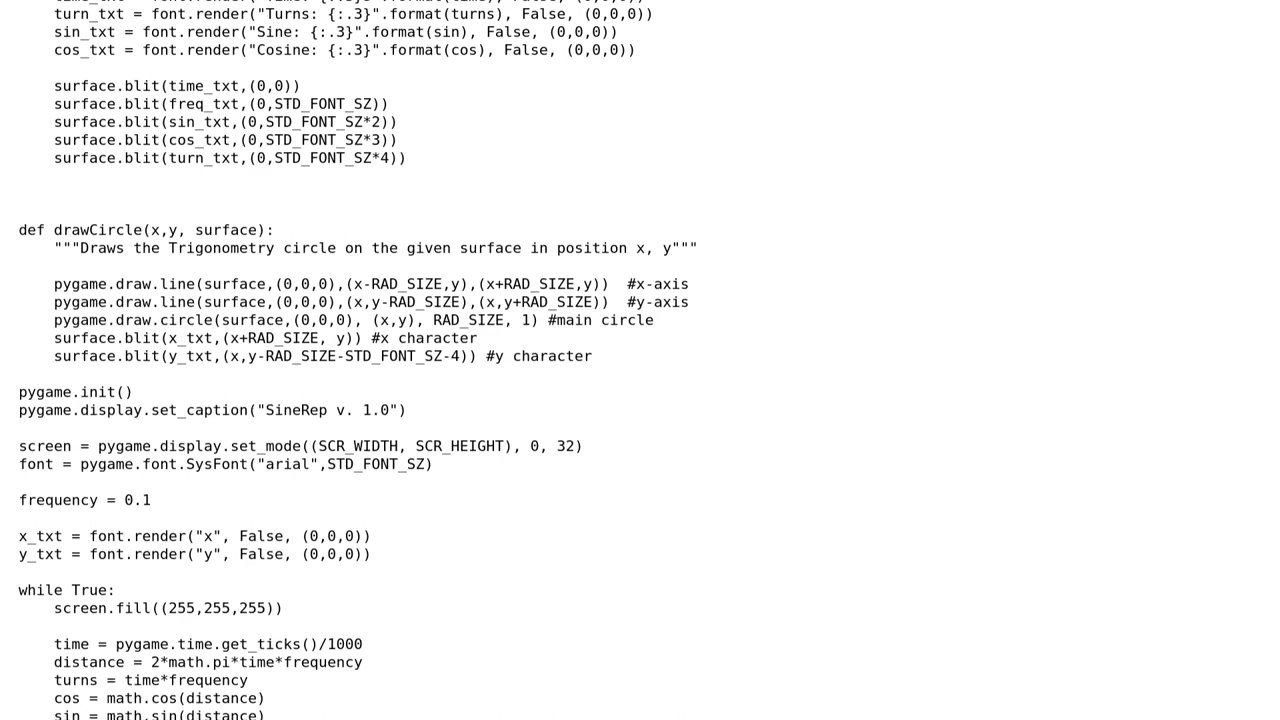 turn_txt = font.render("Turns: {:.3}".format(turns), False, (0,0,0))
sin_txt = font.render("Sine: {:.3}".format(sin), False, (0,0,0))
cos_txt = font.render("Cosine: {:.3}".format(cos), False, (0,0,0))
surface.blit(time_txt,(0,0))
surface.blit(freq_txt,(0,STD_FONT_SZ))
surface.blit(sin_txt,(0,STD_FONT_SZ*2))
surface.blit(cos_txt,(0,STD_FONT_SZ*3))
surface.blit(turn_txt,(0,STD_FONT_SZ*4))
def drawCircle(x,y, surface):
"""Draws the Trigonometry circle on the given surface in position x, y"""
pygame.draw.line(surface,(0,0,0),(x-RAD_SIZE,y),(x+RAD_SIZE,y))  #x-axis
pygame.draw.line(surface,(0,0,0),(x,y-RAD_SIZE),(x,y+RAD_SIZE))  #y-axis
pygame.draw.circle(surface,(0,0,0), (x,y), RAD_SIZE, 1) #main circle
surface.blit(x_txt,(x+RAD_SIZE, y)) #x character
surface.blit(y_txt,(x,y-RAD_SIZE-STD_FONT_SZ-4)) #y character
pygame.init()
pygame.display.set_caption("SineRep v. 1.0")
screen = pygame.display.set_mode((SCR_WIDTH, SCR_HEIGHT), 0, 32)
font = pygame.font.SysFont("arial",STD_FONT_SZ)
frequency = 0.1
x_txt = font.render("x", False, (0,0,0))
y_txt = font.render("y", False, (0,0,0))
while True:
screen.fill((255,255,255))
time = pygame.time.get_ticks()/1000
distance = 2*math.pi*time*frequency
turns = time*frequency
cos = math.cos(distance)
sin = math.sin(distance)